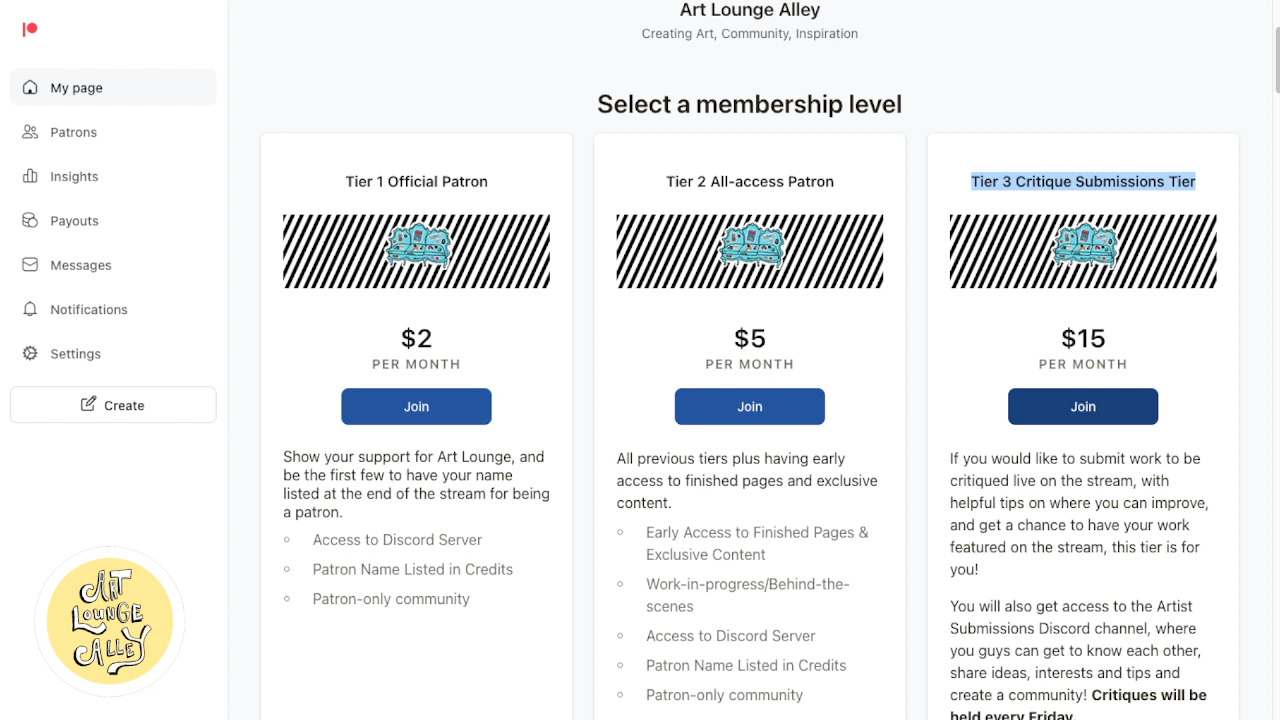 Art Lounge Alley
Creating Art, Community, Inspiration
My page
Patrons
Insights
Payouts
Messages
Notifications
Settings
Create
ART
LOUNGE
ALLEY
Select a membership level
Tier 1 Official Patron
$2
PER MONTH
Join
Show your support for Art Lounge, and
be the first few to have your name
listed at the end of the stream for being
a patron.
Access to Discord Server
Patron Name Listed in Credits
Patron-only community
Tier 2 All-access Patron
$5
PER MONTH
Join
All previous tiers plus having early
access to finished pages and exclusive
content.
Early Access to Finished Pages &
Exclusive Content
Work-in-progress/Behind-the-
scenes
Access to Discord Server
Patron Name Listed in Credits
Patron-only community
Tier 3 Critique Submissions Tier
$15
PER MONTH
Join
If you would like to submit work to be
critiqued live on the stream, with
helpful tips on where you can improve,
and get a chance to have your work
featured on the stream, this tier is for
you!
You will also get access to the Artist
Submissions Discord channel, where
you guys can get to know each other,
share ideas, interests and tips and
create a community! Critiques will be
held every Friday.